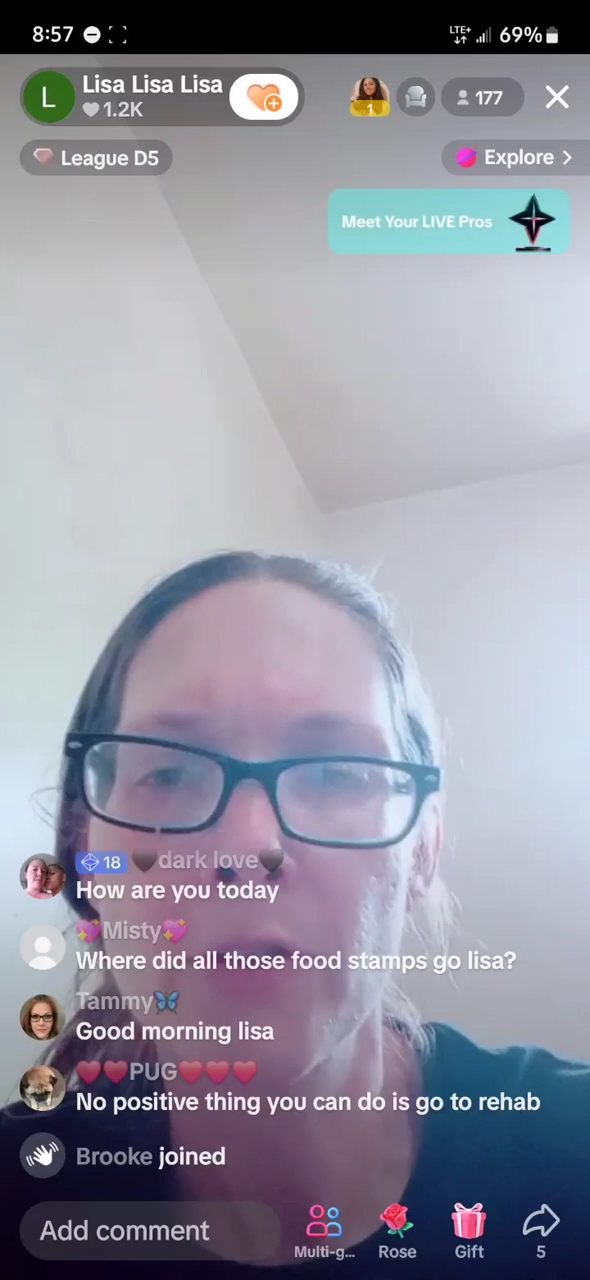 8:57 LTE+ 69%
L Lisa Lisa Lisa
1.2K 1 177
League D5 Explore
Meet Your LIVE Pros
18 🖤dark love🖤
How are you today
💖Misty💖
Where did all those food stamps go lisa?
Tammy🦋
Good morning lisa
❤️❤️PUG❤️❤️❤️
No positive thing you can do is go to rehab
Brooke joined
Add comment
Multi-g... Rose Gift 5